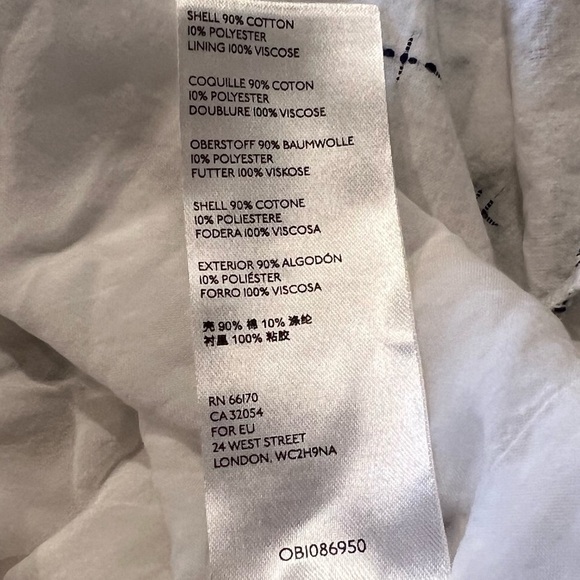 SHELL 90% COTTON
10% POLYESTER
LINING 100% VISCOSE
COQUILLE 90% COTON
10% POLYESTER
DOUBLURE 100% VISCOSE
OBERSTOFF 90% BAUMWOLLE
10% POLYESTER
FUTTER 100% VISKOSE
SHELL 90% COTONE
10% POLIESTERE
FODERA 100% VISCOSA
EXTERIOR 90% ALGODÓN
10% POLIÉSTER
FORRO 100% VISCOSA
壳 90% 棉 10% 涤纶
衬里 100% 粘胶
RN 66170
CA 32054
FOR EU
24 WEST STREET
LONDON, WC2H9NA
OB1086950